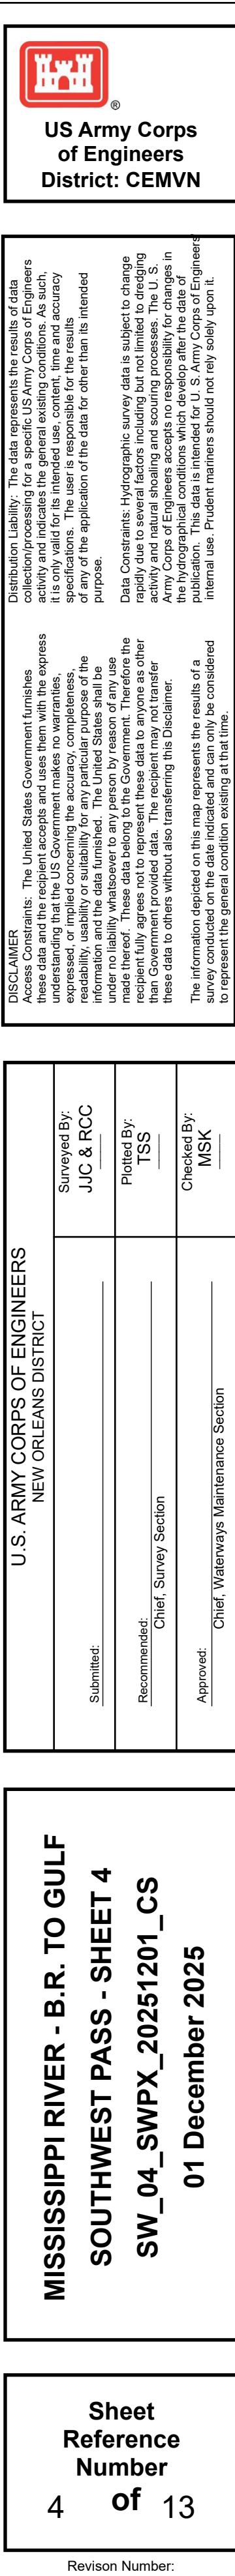 ®
US Army Corps
of Engineers
District: CEMVN
DISCLAIMER
Access Constraints: The United States Government furnishes
these data and the recipient accepts and uses them with the express
understanding that the US Government makes no warranties,
expressed, or implied concerning the accuracy, completeness,
readability, usability or suitability for any particular purpose of the
information and the data furnished. The United States shall be
under no liability whatsoever to any person by reason of any use
made thereof. These data belong to the Government. Therefore the
recipient fully agrees not to represent these data to anyone as other
than Government provided data. The recipient may not transfer
these data to others without also transferring this Disclaimer.
The information depicted on this map represents the results of a
survey conducted on the date indicated and can only be considered
to represent the general condition existing at that time.
Distribution Liability: The data represents the results of data
collection/processing for a specific US Army Corps of Engineers
activity and indicates the general existing conditions. As such,
it is only valid for its intended use, content, time and accuracy
specifications. The user is responsible for the results
of any of the application of the data for other than its intended
purpose.
Data Constraints: Hydrographic survey data is subject to change
rapidly due to several factors including but not limited to dredging
activity and natural shoaling and scouring processes. The U. S.
Army Corps of Engineers accepts no responsibility for changes in
the hydrographic conditions which develop after the date of
publication. This data is intended for U. S. Army Corps of Engineers'
internal use. Prudent mariners should not rely solely upon it.
U.S. ARMY CORPS OF ENGINEERS
NEW ORLEANS DISTRICT
Submitted:
Surveyed By:
JJC & RCC
Recommended:
Chief, Survey Section
Plotted By:
TSS
Approved:
Chief, Waterways Maintenance Section
Checked By:
MSK
MISSISSIPPI RIVER - B.R. TO GULF
SOUTHWEST PASS - SHEET 4
SW_04_SWPX_20251201_CS
01 December 2025
Sheet
Reference
Number
4 of 13
Revison Number: